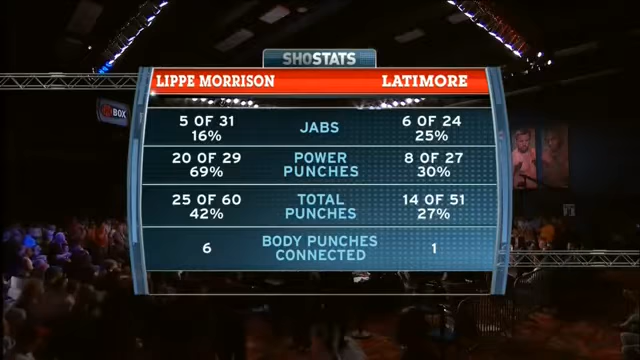 SHOSTATS
LIPPE MORRISON LATIMORE
5 OF 31 JABS 6 OF 24
16% 25%
20 OF 29 POWER PUNCHES 8 OF 27
69% 30%
25 OF 60 TOTAL PUNCHES 14 OF 51
42% 27%
6 BODY PUNCHES CONNECTED 1
BOX